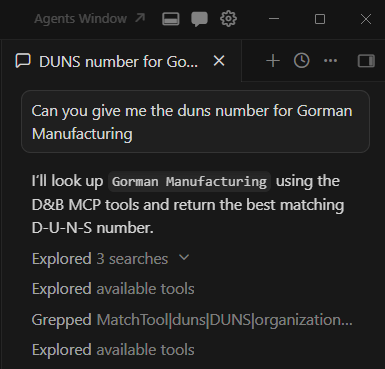 Agents Window
DUNS number for Go...
Can you give me the duns number for Gorman
Manufacturing
I'll look up Gorman Manufacturing using the
D&B MCP tools and return the best matching
D-U-N-S number.
Explored 3 searches
Explored available tools
Grepped MatchTool|duns|DUNS|organization...
Explored available tools